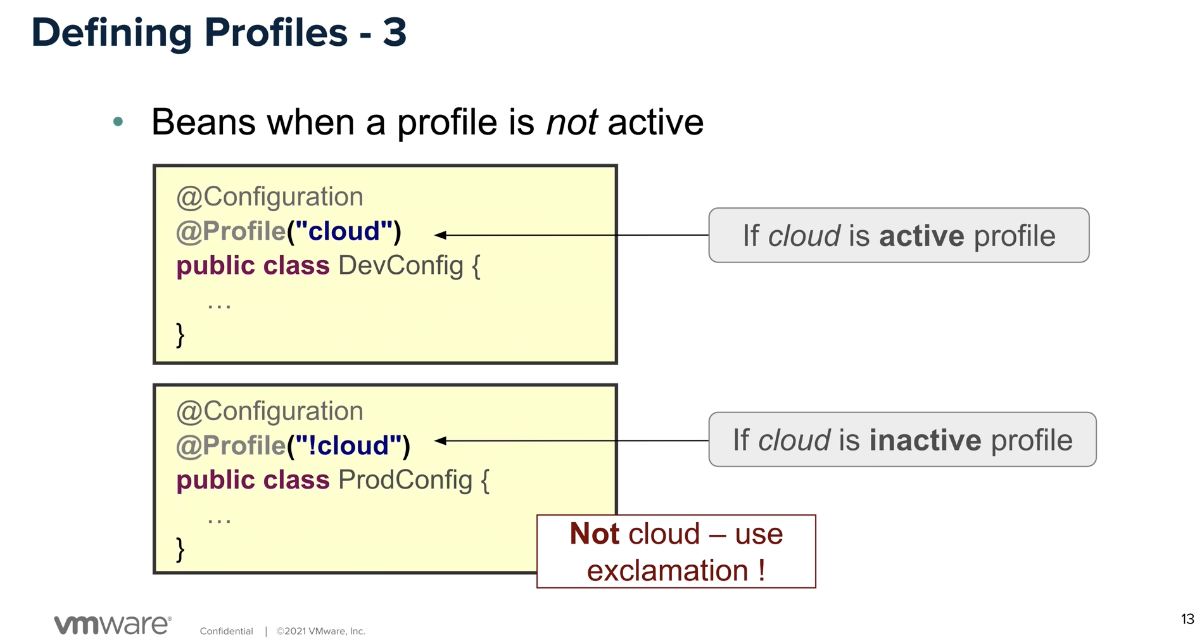 Defining Profiles - 3
• Beans when a profile is not active
@Configuration
@Profile("cloud")
public class DevConfig {
…
}
If cloud is active profile
@Configuration
@Profile("!cloud")
public class ProdConfig {
…
}
If cloud is inactive profile
Not cloud – use
exclamation !
vmware®
Confidential | ©2021 VMware, Inc.
13